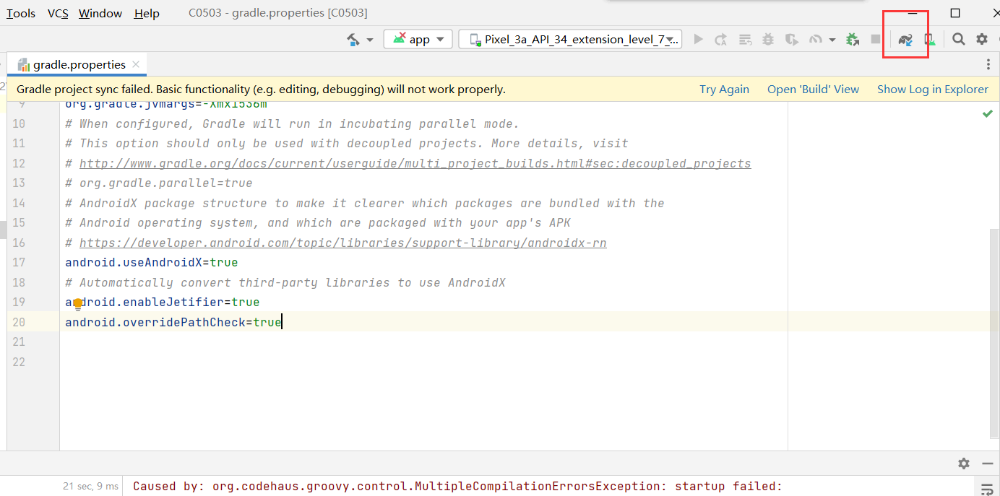 Tools VCS Window Help C0503 - gradle.properties [C0503]
app Pixel_3a_API_34_extension_level_7_...
gradle.properties
Gradle project sync failed. Basic functionality (e.g. editing, debugging) will not work properly. Try Again Open 'Build' View Show Log in Explorer
9 org.gradle.jvmargs=-Xmx1536m
10 # When configured, Gradle will run in incubating parallel mode.
11 # This option should only be used with decoupled projects. More details, visit
12 # http://www.gradle.org/docs/current/userguide/multi_project_builds.html#sec:decoupled_projects
13 # org.gradle.parallel=true
14 # AndroidX package structure to make it clearer which packages are bundled with the
15 # Android operating system, and which are packaged with your app's APK
16 # https://developer.android.com/topic/libraries/support-library/androidx-rn
17 android.useAndroidX=true
18 # Automatically convert third-party libraries to use AndroidX
19 android.enableJetifier=true
20 android.overridePathCheck=true
21
22
21 sec, 9 ms Caused by: org.codehaus.groovy.control.MultipleCompilationErrorsException: startup failed: